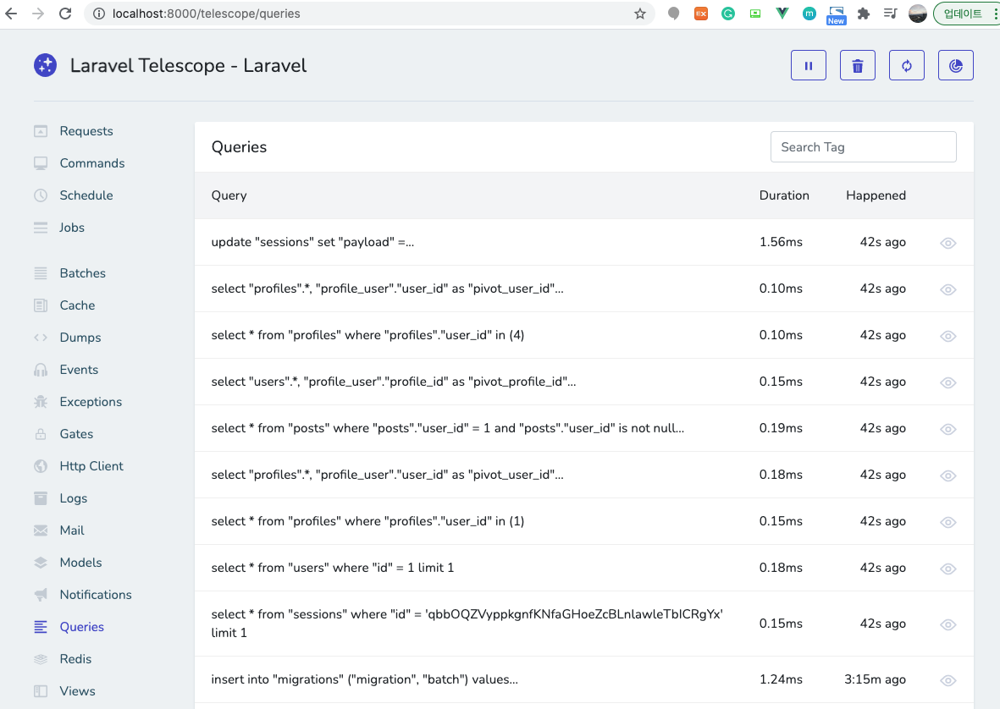 localhost:8000/telescope/queries
EX
New
업데이트
Laravel Telescope - Laravel
Requests
Commands
Schedule
Jobs
Batches
Cache
Dumps
Events
Exceptions
Gates
Http Client
Logs
Mail
Models
Notifications
Queries
Redis
Views
Queries
Search Tag
Query Duration Happened
update "sessions" set "payload" =... 1.56ms 42s ago
select "profiles".*, "profile_user"."user_id" as "pivot_user_id"... 0.10ms 42s ago
select * from "profiles" where "profiles"."user_id" in (4) 0.10ms 42s ago
select "users".*, "profile_user"."profile_id" as "pivot_profile_id"... 0.15ms 42s ago
select * from "posts" where "posts"."user_id" = 1 and "posts"."user_id" is not null... 0.19ms 42s ago
select "profiles".*, "profile_user"."user_id" as "pivot_user_id"... 0.18ms 42s ago
select * from "profiles" where "profiles"."user_id" in (1) 0.15ms 42s ago
select * from "users" where "id" = 1 limit 1 0.18ms 42s ago
select * from "sessions" where "id" = 'qbbOQZVyppkgnfKNfaGHoeZcBLnlawleTbICRgYx'
limit 1 0.15ms 42s ago
insert into "migrations" ("migration", "batch") values... 1.24ms 3:15m ago